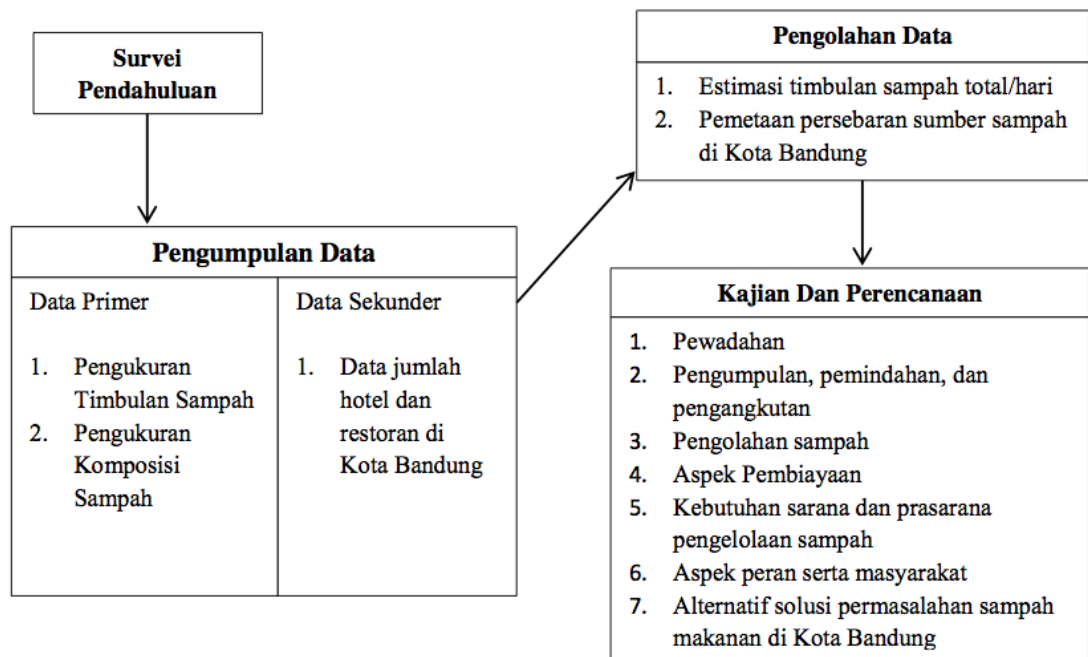 Survei
Pendahuluan
Pengumpulan Data
Data Primer
1. Pengukuran
Timbulan Sampah
2. Pengukuran
Komposisi
Sampah
Data Sekunder
1. Data jumlah
hotel dan
restoran di
Kota Bandung
Pengolahan Data
1. Estimasi timbulan sampah total/hari
2. Pemetaan persebaran sumber sampah
di Kota Bandung
Kajian Dan Perencanaan
1. Pewadahan
2. Pengumpulan, pemindahan, dan
pengangkutan
3. Pengolahan sampah
4. Aspek Pembiayaan
5. Kebutuhan sarana dan prasarana
pengelolaan sampah
6. Aspek peran serta masyarakat
7. Alternatif solusi permasalahan sampah
makanan di Kota Bandung